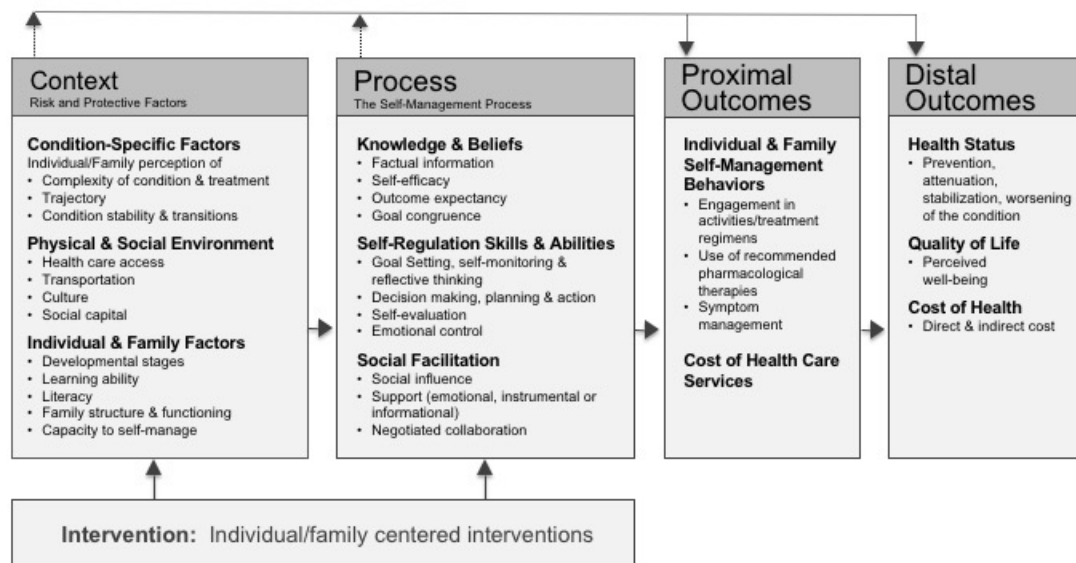 Context
Risk and Protective Factors
Condition-Specific Factors
Individual/Family perception of
• Complexity of condition & treatment
• Trajectory
• Condition stability & transitions
Physical & Social Environment
• Health care access
• Transportation
• Culture
• Social capital
Individual & Family Factors
• Developmental stages
• Learning ability
• Literacy
• Family structure & functioning
• Capacity to self-manage
Process
The Self-Management Process
Knowledge & Beliefs
• Factual information
• Self-efficacy
• Outcome expectancy
• Goal congruence
Self-Regulation Skills & Abilities
• Goal Setting, self-monitoring &
reflective thinking
• Decision making, planning & action
• Self-evaluation
• Emotional control
Social Facilitation
• Social influence
• Support (emotional, instrumental or
informational)
• Negotiated collaboration
Proximal
Outcomes
Individual & Family
Self-Management
Behaviors
• Engagement in
activities/treatment
regimens
• Use of recommended
pharmacological
therapies
• Symptom
management
Cost of Health Care
Services
Distal
Outcomes
Health Status
• Prevention,
attenuation,
stabilization, worsening
of the condition
Quality of Life
• Perceived
well-being
Cost of Health
• Direct & indirect cost
Intervention: Individual/family centered interventions